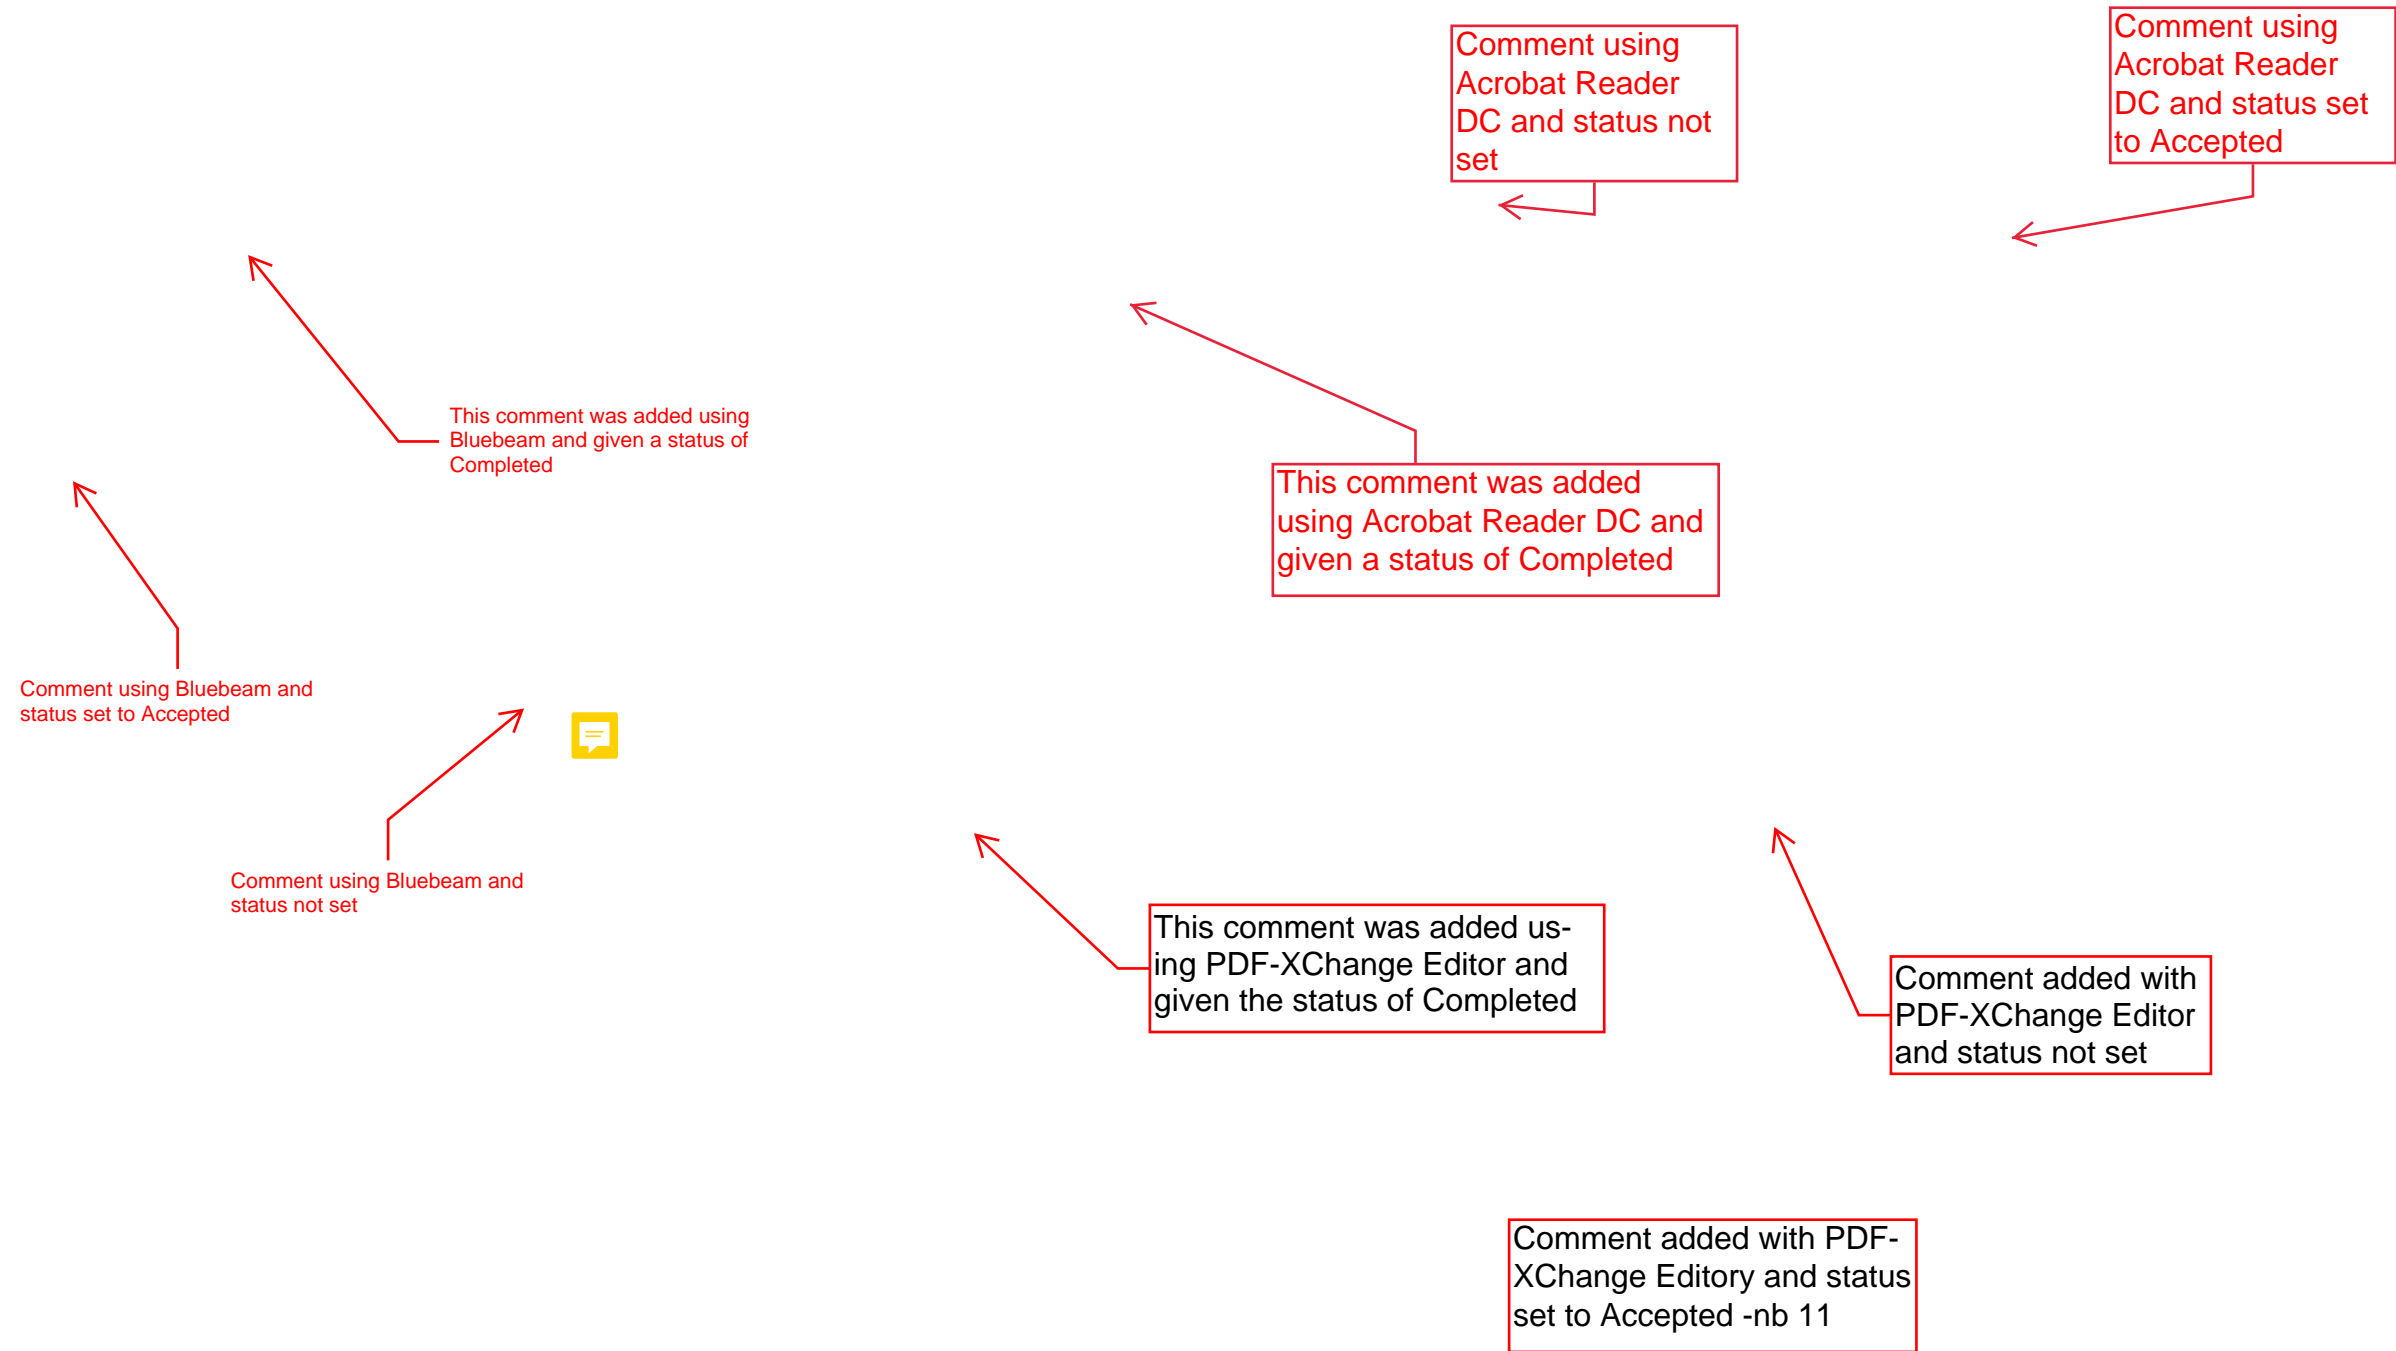 Comment using
Acrobat Reader
DC and status not
set
Comment using
Acrobat Reader
DC and status set
to Accepted
This comment was added using
Bluebeam and given a status of
Completed
This comment was added
using Acrobat Reader DC and
given a status of Completed
Comment using Bluebeam and
status set to Accepted
Comment using Bluebeam and
status not set
This comment was added us-
ing PDF-XChange Editor and
given the status of Completed
Comment added with
PDF-XChange Editor
and status not set
Comment added with PDF-
XChange Editory and status
set to Accepted -nb 11